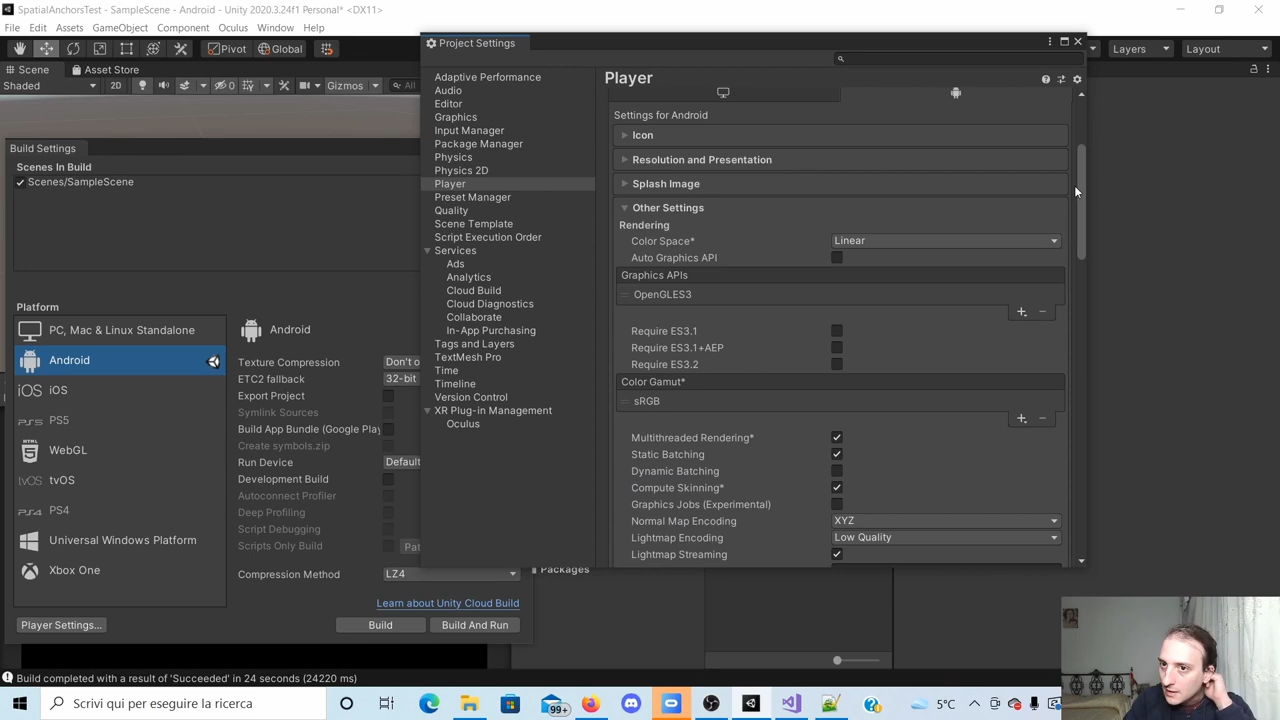 SpatialAnchorsTest - SampleScene - Android - Unity 2020.3.24f1 Personal* <DX11>
File Edit Assets GameObject Component Oculus Window Help
Pivot Global Layers Layout
Scene Asset Store
Shaded 2D 0 Gizmos All
Build Settings
Scenes In Build
Scenes/SampleScene
Platform
PC, Mac & Linux Standalone
Android
iOS iOS
PS5
HTML
WebGL
tvOS tvOS
PS4
Universal Windows Platform
Xbox One
Player Settings...
Android
Texture Compression Don't o
ETC2 fallback 32-bit
Export Project
Symlink Sources
Build App Bundle (Google Play
Create symbols.zip
Run Device Default
Development Build
Autoconnect Profiler
Deep Profiling
Script Debugging
Scripts Only Build Pat
Compression Method LZ4
Learn about Unity Cloud Build
Build Build And Run
Project Settings
Adaptive Performance
Audio
Editor
Graphics
Input Manager
Package Manager
Physics
Physics 2D
Player
Preset Manager
Quality
Scene Template
Script Execution Order
Services
Ads
Analytics
Cloud Build
Cloud Diagnostics
Collaborate
In-App Purchasing
Tags and Layers
TextMesh Pro
Time
Timeline
Version Control
XR Plug-in Management
Oculus
Player
Settings for Android
Icon
Resolution and Presentation
Splash Image
Other Settings
Rendering
Color Space* Linear
Auto Graphics API
Graphics APIs
OpenGLES3
Require ES3.1
Require ES3.1+AEP
Require ES3.2
Color Gamut*
sRGB
Multithreaded Rendering*
Static Batching
Dynamic Batching
Compute Skinning*
Graphics Jobs (Experimental)
Normal Map Encoding XYZ
Lightmap Encoding Low Quality
Lightmap Streaming
Packages
Build completed with a result of 'Succeeded' in 24 seconds (24220 ms)
Scrivi qui per eseguire la ricerca
99+
5°C